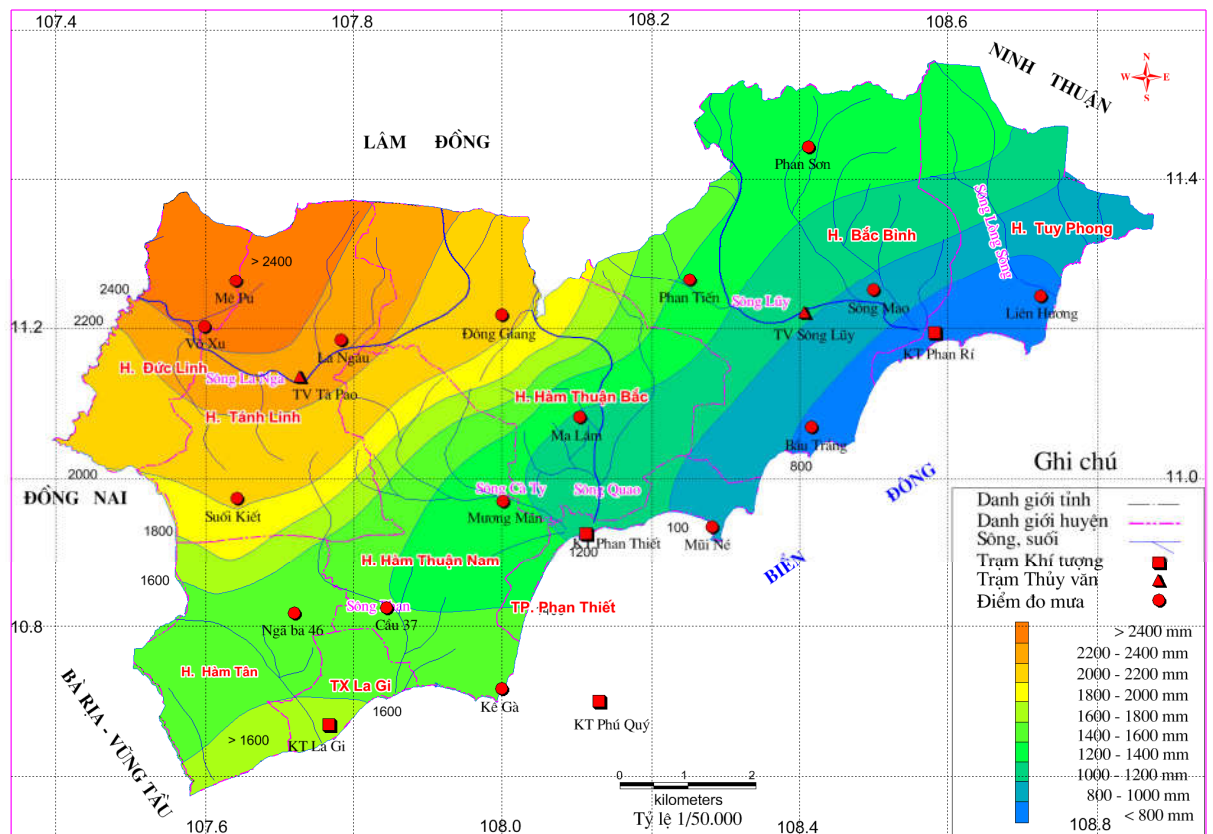 107.4
107.8
108.2
108.6
NINH THUẬN
N
W E
S
LÂM ĐỒNG
Phan Sơn
11.4
Sông Lòng Sông
H. Bắc Bình
H. Tuy Phong
> 2400
Mê Pu
2400
Phan Tiến
Sông Lũy
Sông Mao
Liên Hương
2200
11.2
11.2
Võ Xu
La Ngâu
Đông Giang
TV Sông Lũy
KT Phan Rí
H. Đức Linh
Sông La Ngà
TV Tà Pao
H. Tánh Linh
H. Hàm Thuận Bắc
Ma Lâm
Bàu Trắng
800
2000
11.0
ĐỒNG NAI
Suối Kiết
Sông Cà Ty
Sông Quao
Mương Mán
ĐÔNG
1800
100
KT Phan Thiết
1200
Mũi Né
BIỂN
H. Hàm Thuận Nam
1600
TP. Phan Thiết
10.8
Ngã ba 46
Cầu 37
H. Hàm Tân
TX La Gi
1600
Kê Gà
KT Phú Quý
> 1600
KT La Gi
BÀ RỊA - VŨNG TẦU
0 1 2
kilometers
Tỷ lệ 1/50.000
107.6
108.0
108.4
108.8
Ghi chú
Danh giới tỉnh
Danh giới huyện
Sông, suối
Trạm Khí tượng
Trạm Thủy văn
Điểm đo mưa
> 2400 mm
2200 - 2400 mm
2000 - 2200 mm
1800 - 2000 mm
1600 - 1800 mm
1400 - 1600 mm
1200 - 1400 mm
1000 - 1200 mm
800 - 1000 mm
< 800 mm